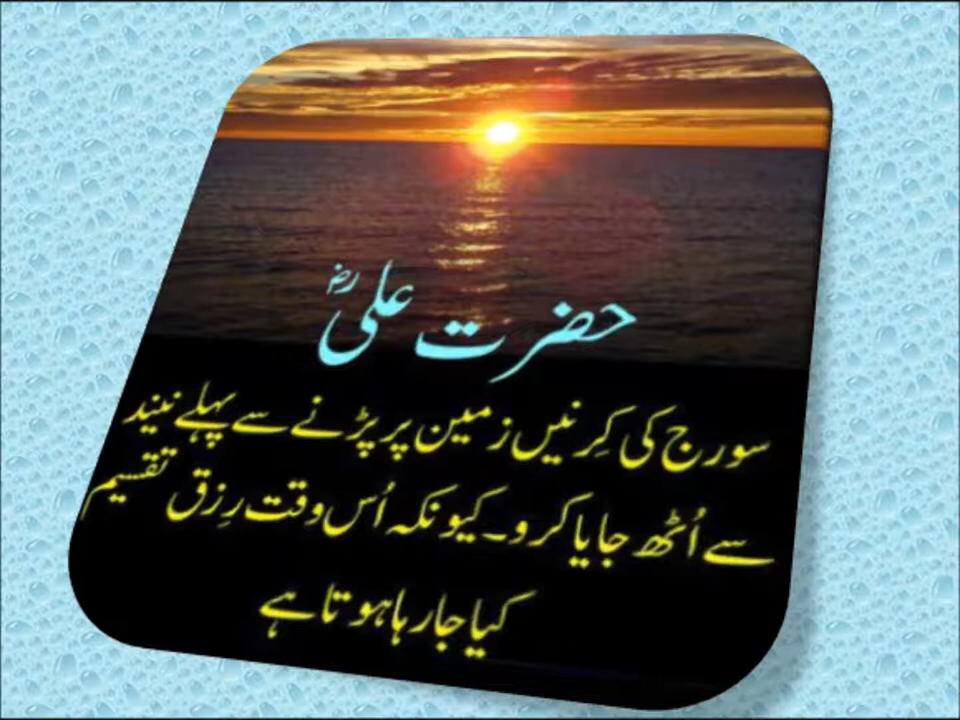 حضرت علیؓ
سورج کی کِرنیں زمین پر پڑنے سے پہلے نیند
سے اُٹھ جایا کرو۔ کیونکہ اُس وقت رِزق تقسیم
کیا جا رہا ہوتا ہے